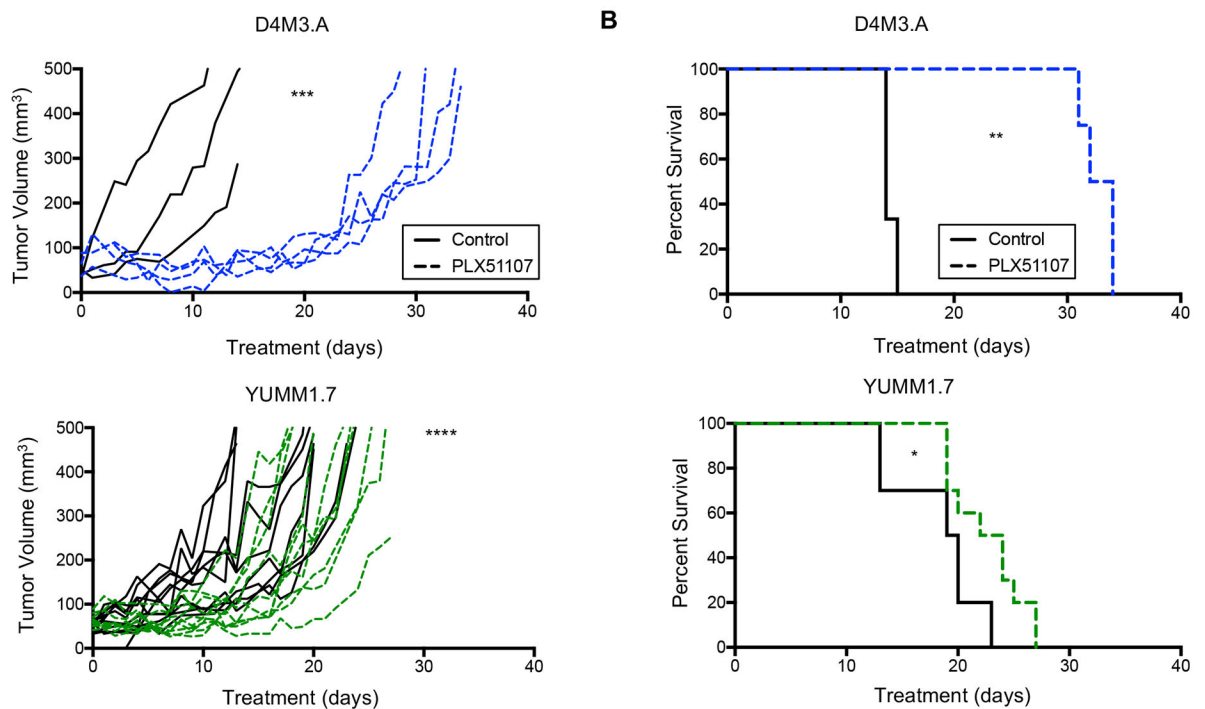 D4M3.A
Tumor Volume (mm³)
500
400
300
200
100
0
***
Control
PLX51107
0 10 20 30 40
Treatment (days)
B
D4M3.A
Percent Survival
100
80
60
40
20
0
**
Control
PLX51107
0 10 20 30 40
Treatment (days)
YUMM1.7
Tumor Volume (mm³)
500
400
300
200
100
0
****
0 10 20 30 40
Treatment (days)
YUMM1.7
Percent Survival
100
80
60
40
20
0
*
0 10 20 30 40
Treatment (days)